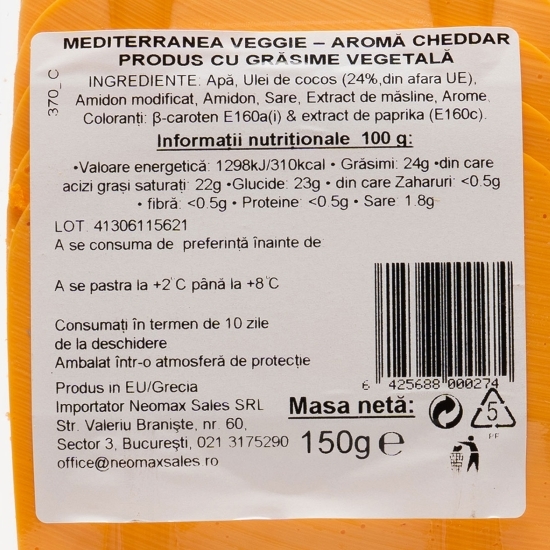 MEDITERRANEA VEGGIE – AROMĂ CHEDDAR
PRODUS CU GRĂSIME VEGETALĂ
370_C
INGREDIENTE: Apă, Ulei de cocos (24%,din afara UE),
Amidon modificat, Amidon, Sare, Extract de măsline, Arome.
Coloranți: β-caroten E160a(i) & extract de paprika (E160c).
Informații nutriționale 100 g:
•Valoare energetică: 1298kJ/310kcal • Grăsimi: 24g •din care
acizi grași saturați: 22g •Glucide: 23g • din care Zaharuri: <0.5g
• fibră: <0.5g • Proteine: <0.5g • Sare: 1.8g
LOT: 41306115621
A se consuma de preferință înainte de
A se pastra la +2°C până la +8°C
Consumați în termen de 10 zile
de la deschidere
Ambalat într-o atmosferă de protecție
Produs in EU/Grecia
Importator Neomax Sales SRL
Str. Valeriu Braniște, nr. 60,
Sector 3, București, 021 3175290
office@neomaxsales.ro
6 425688 000274
Masa netă:
150g e
5
PP